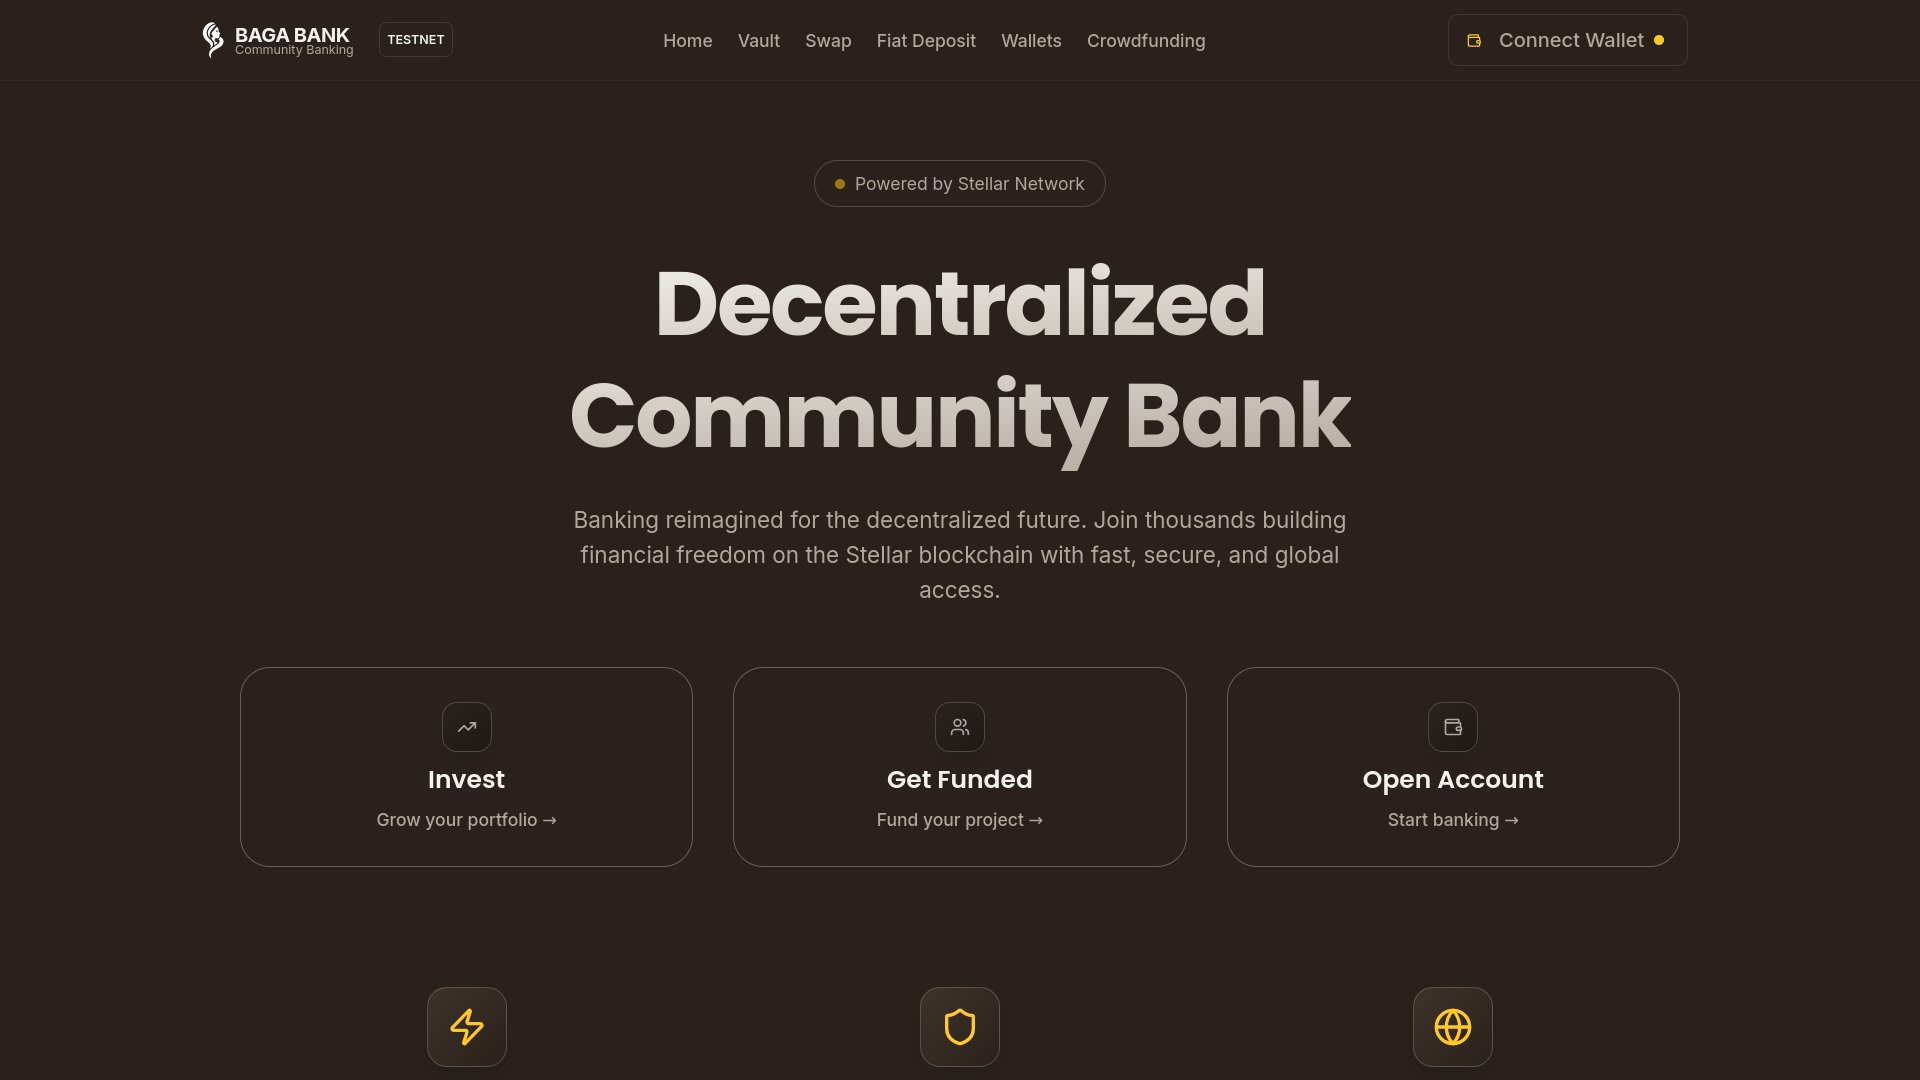 BAGA BANK
Community Banking
TESTNET
Home
Vault
Swap
Fiat Deposit
Wallets
Crowdfunding
Connect Wallet
Powered by Stellar Network
Decentralized
Community Bank
Banking reimagined for the decentralized future. Join thousands building
financial freedom on the Stellar blockchain with fast, secure, and global
access.
Invest
Grow your portfolio →
Get Funded
Fund your project →
Open Account
Start banking →